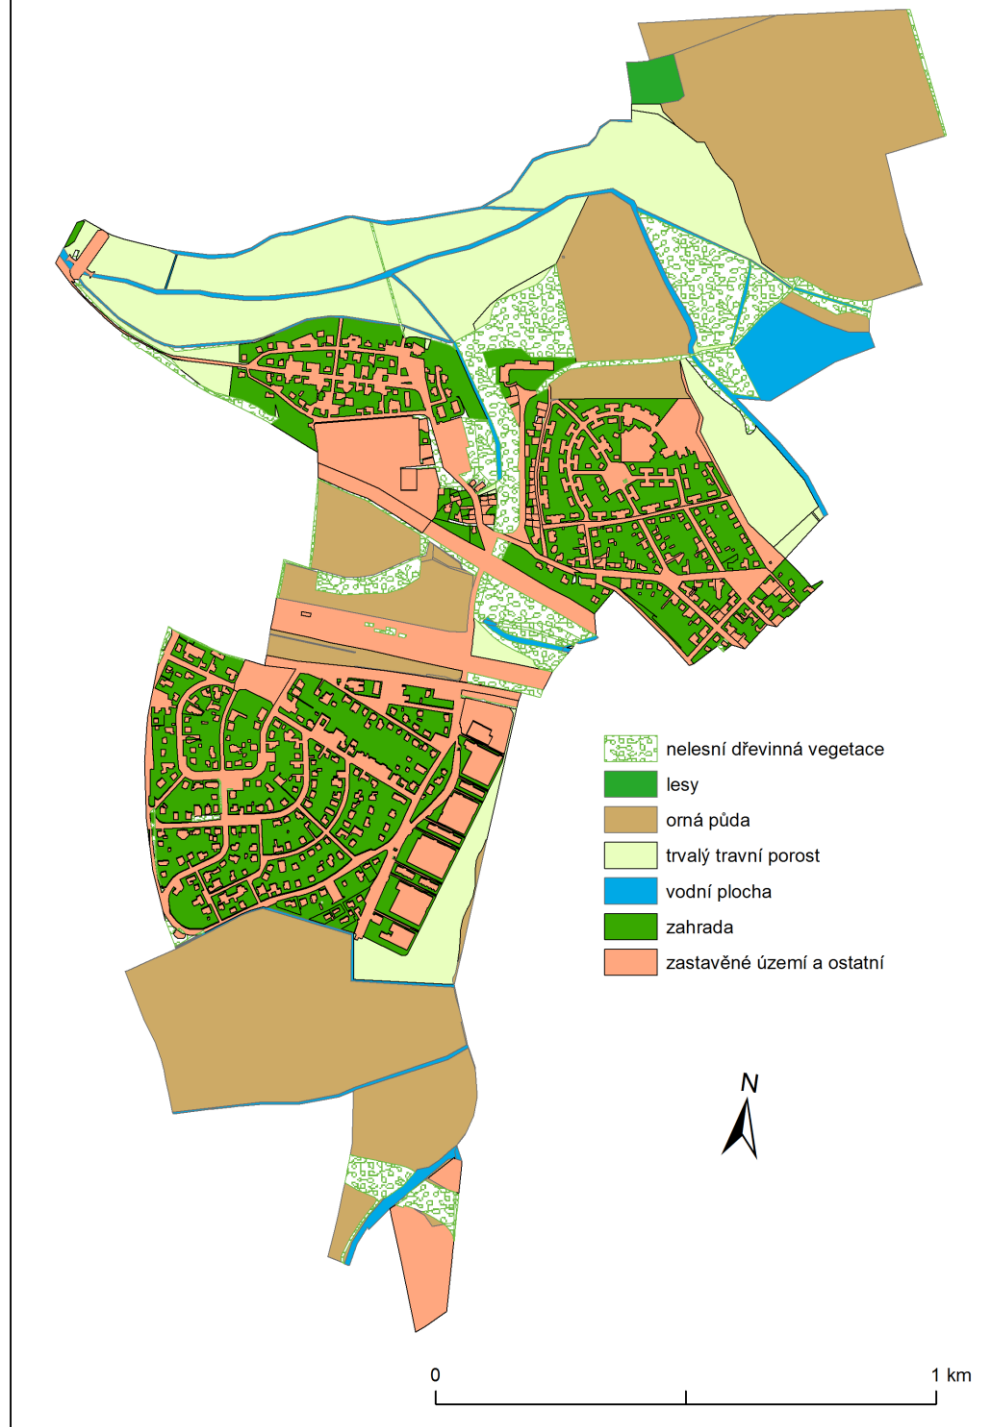 nelesní dřevinná vegetace
lesy
orná půda
trvalý travní porost
vodní plocha
zahrada
zastavěné území a ostatní
N
0 1 km